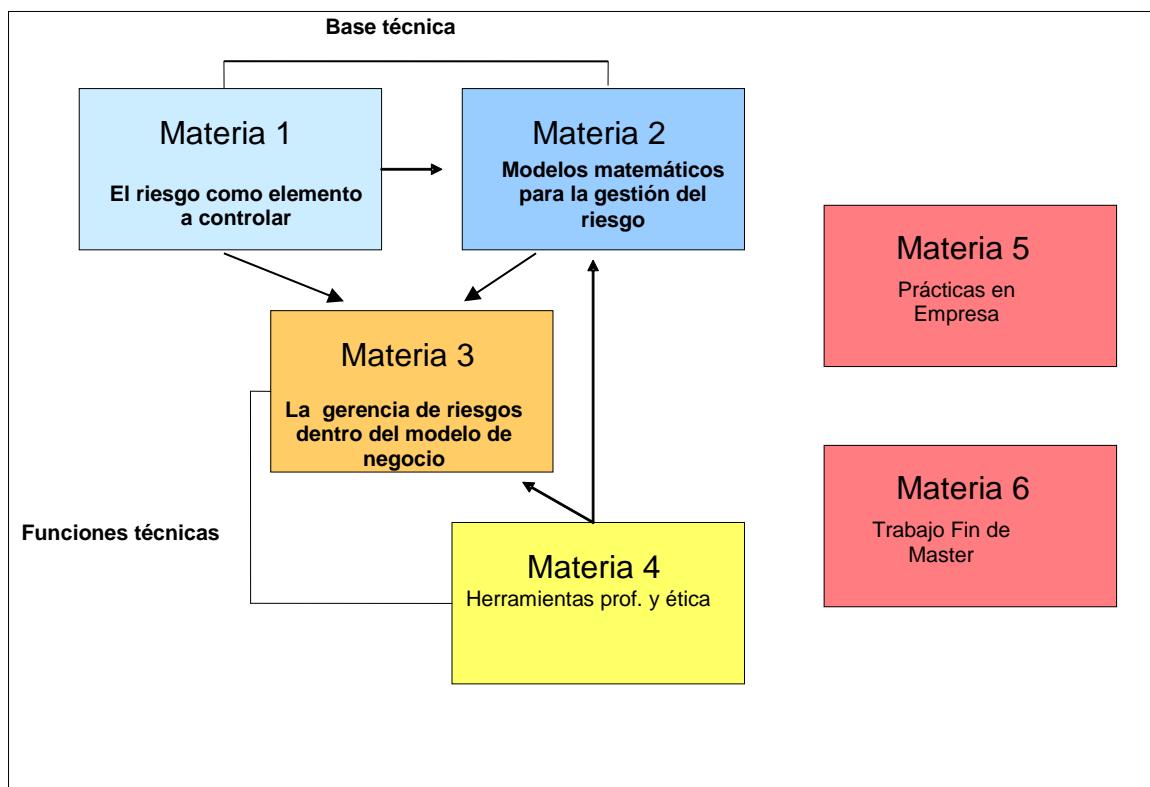 Base técnica
Materia 1
El riesgo como elemento
a controlar
Materia 2
Modelos matemáticos
para la gestión del
riesgo
Materia 3
La gerencia de riesgos
dentro del modelo de
negocio
Funciones técnicas
Materia 4
Herramientas prof. y ética
Materia 5
Prácticas en
Empresa
Materia 6
Trabajo Fin de
Master